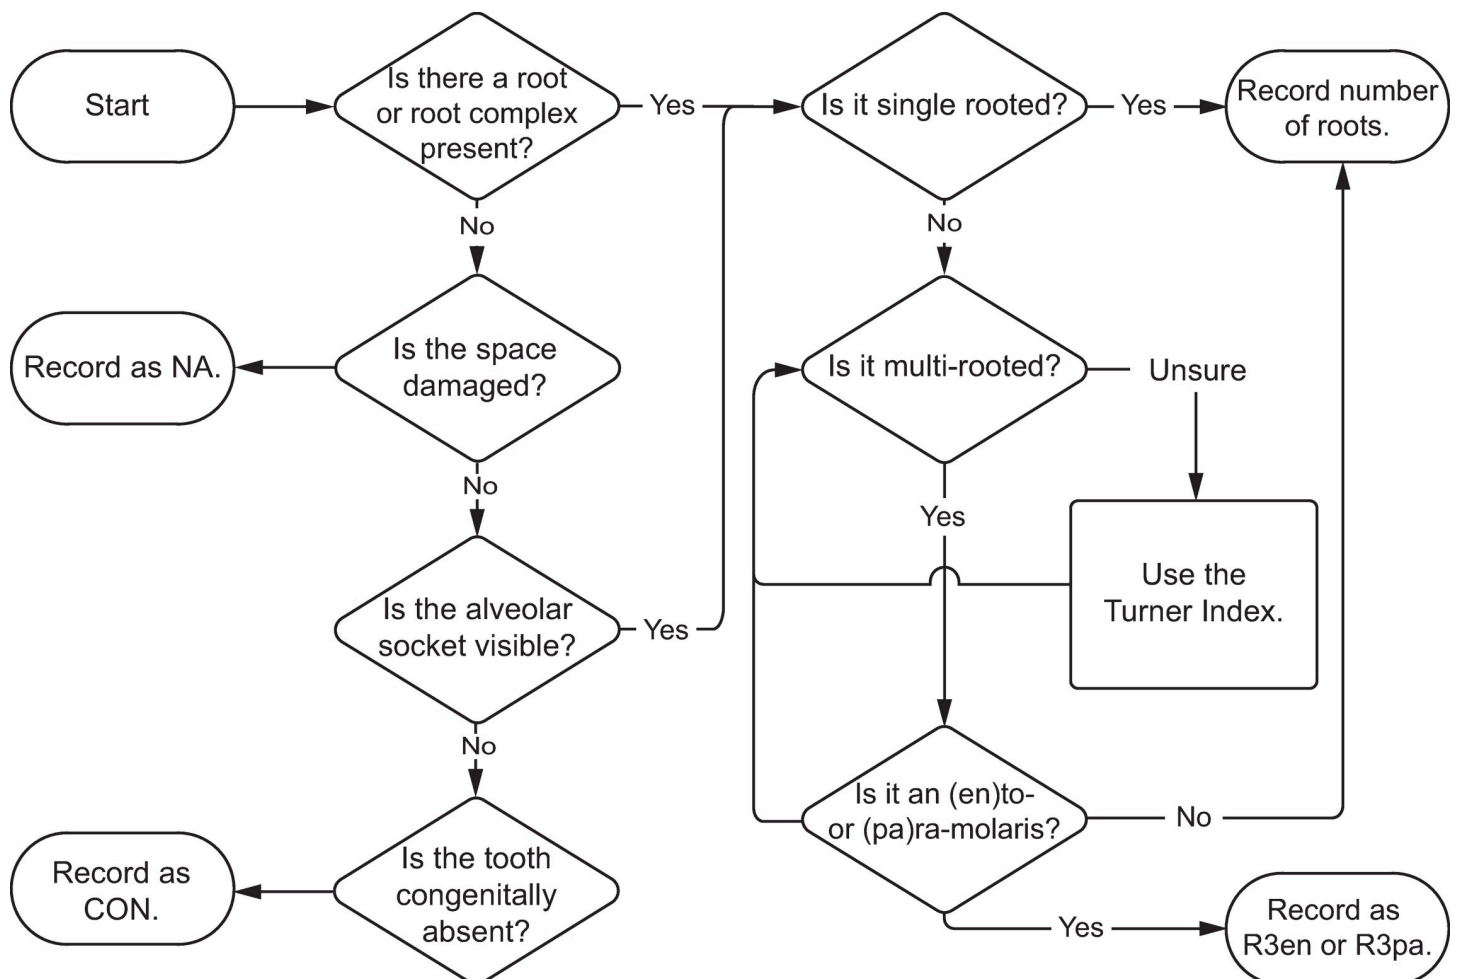 Start
Is there a root
or root complex
present?
Yes
Is it single rooted?
Yes
Record number
of roots.
No
No
Record as NA.
Is the space
damaged?
Is it multi-rooted?
Unsure
No
Yes
Use the
Turner Index.
Is the alveolar
socket visible?
Yes
No
Is it an (en)to-
or (pa)ra-molaris?
No
Record as
CON.
Is the tooth
congenitally
absent?
Yes
Record as
R3en or R3pa.